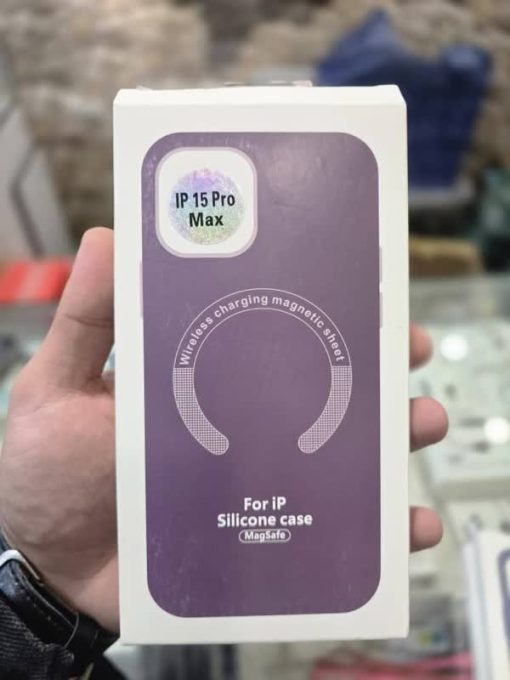 IP 15 Pro
Max
Wireless charging magnetic sheet
For iP
Silicone case
MagSafe